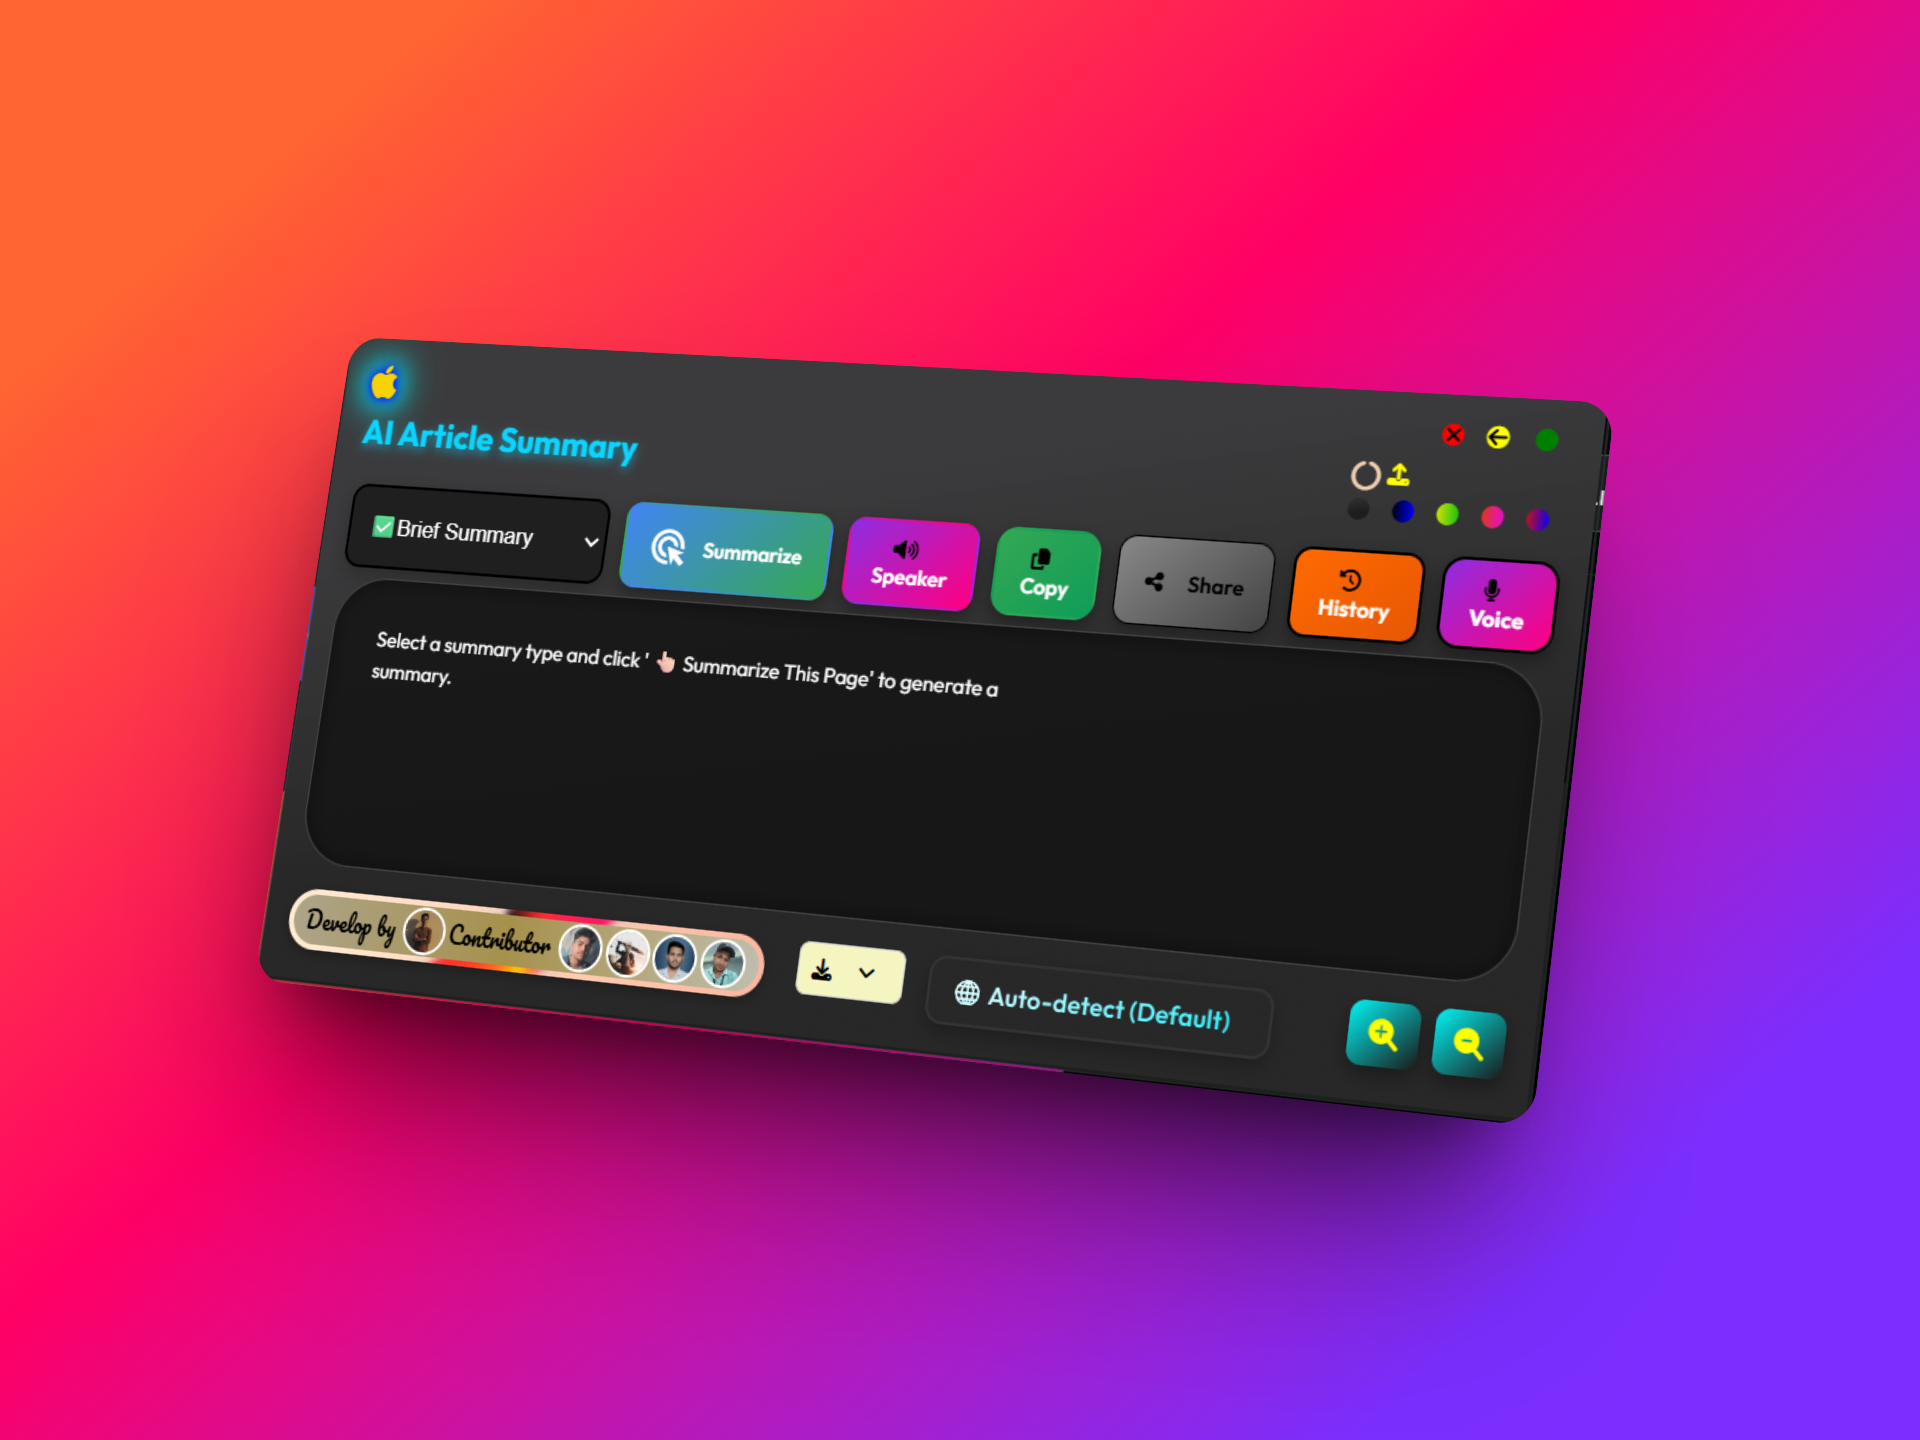 AI Article Summary
✅Brief Summary
Summarize
Speaker
Copy
Share
History
Voice
Select a summary type and click ' 👆 Summarize This Page' to generate a
summary.
Develop by
Contributor
Auto-detect (Default)